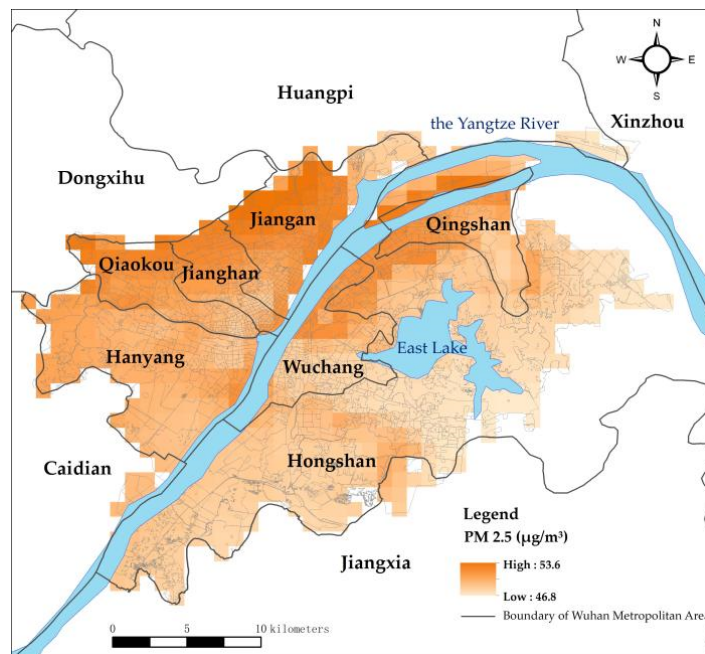 N
W E
S
Huangpi
the Yangtze River
Xinzhou
Dongxihu
Jiangan
Qingshan
Qiaokou
Jianghan
Hanyang
Wuchang
East Lake
Caidian
Hongshan
Jiangxia
Legend
PM 2.5 (µg/m³)
High : 53.6
Low : 46.8
Boundary of Wuhan Metropolitan Area
0 5 10 kilometers